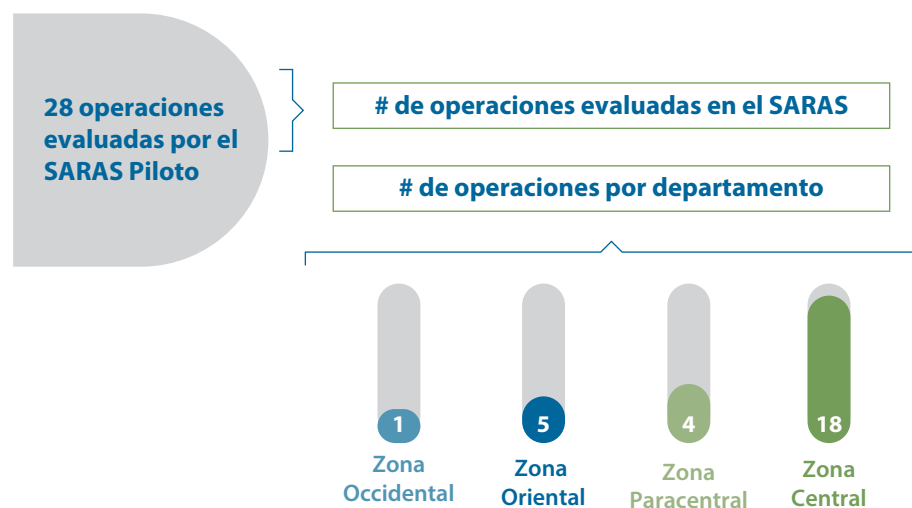 28 operaciones
evaluadas por el
SARAS Piloto
# de operaciones evaluadas en el SARAS
# de operaciones por departamento
1
5
4
18
Zona
Occidental
Zona
Oriental
Zona
Paracentral
Zona
Central